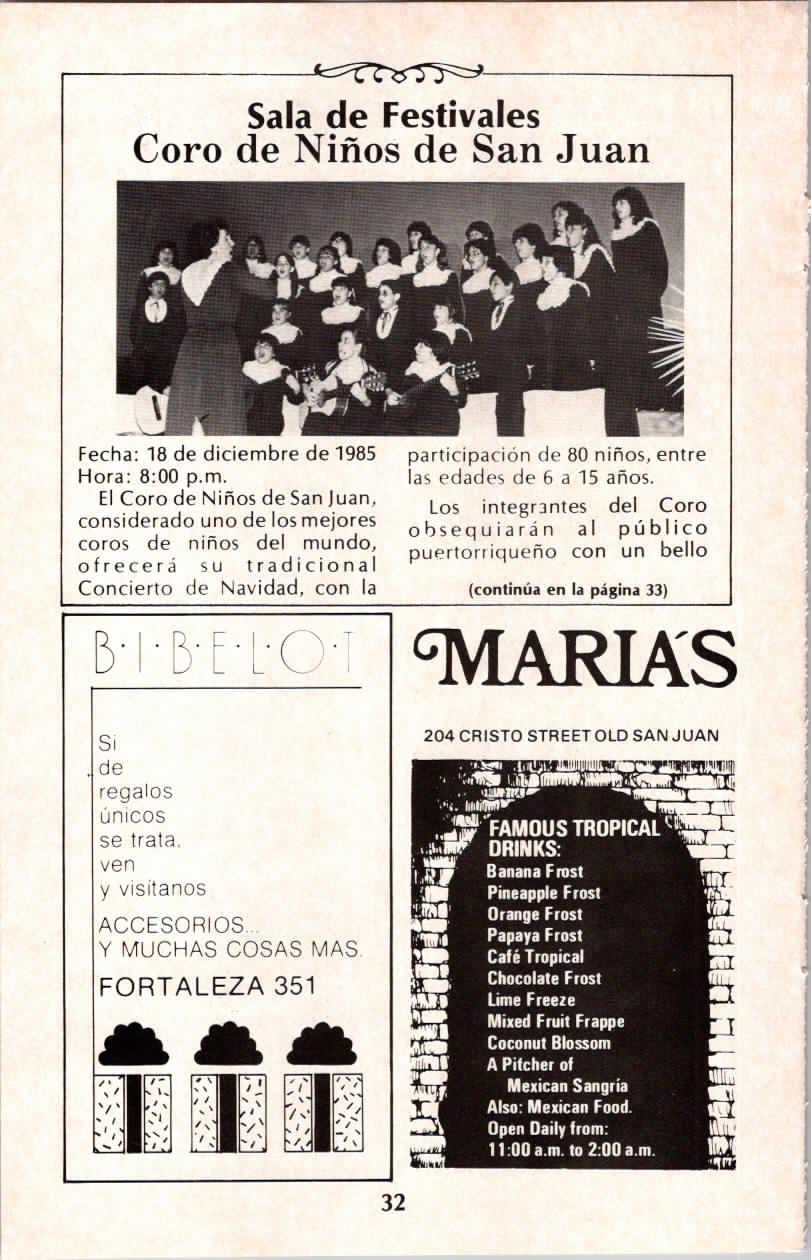 Sala de Festivales
Coro de Niños de San Juan
Fecha: 18 de diciembre de 1985
Hora: 8:00 p.m.
El Coro de Niños de San Juan,
considerado uno de los mejores
coros de niños del mundo,
ofrecerá su tradicional
Concierto de Navidad, con la
participación de 80 niños, entre
las edades de 6 a 15 años.
Los integrantes del Coro
obsequiarán al público
puertorriqueño con un bello
(continúa en la página 33)
B·I·B·E·L·O·T
Si
de
regalos
únicos
se trata,
ven
y visítanos
ACCESORIOS...
Y MUCHAS COSAS MAS.
FORTALEZA 351
MARIA'S
204 CRISTO STREET OLD SAN JUAN
FAMOUS TROPICAL
DRINKS:
Banana Frost
Pineapple Frost
Orange Frost
Papaya Frost
Café Tropical
Chocolate Frost
Lime Freeze
Mixed Fruit Frappe
Coconut Blossom
A Pitcher of
Mexican Sangría
Also: Mexican Food.
Open Daily from:
11:00 a.m. to 2:00 a.m.
32